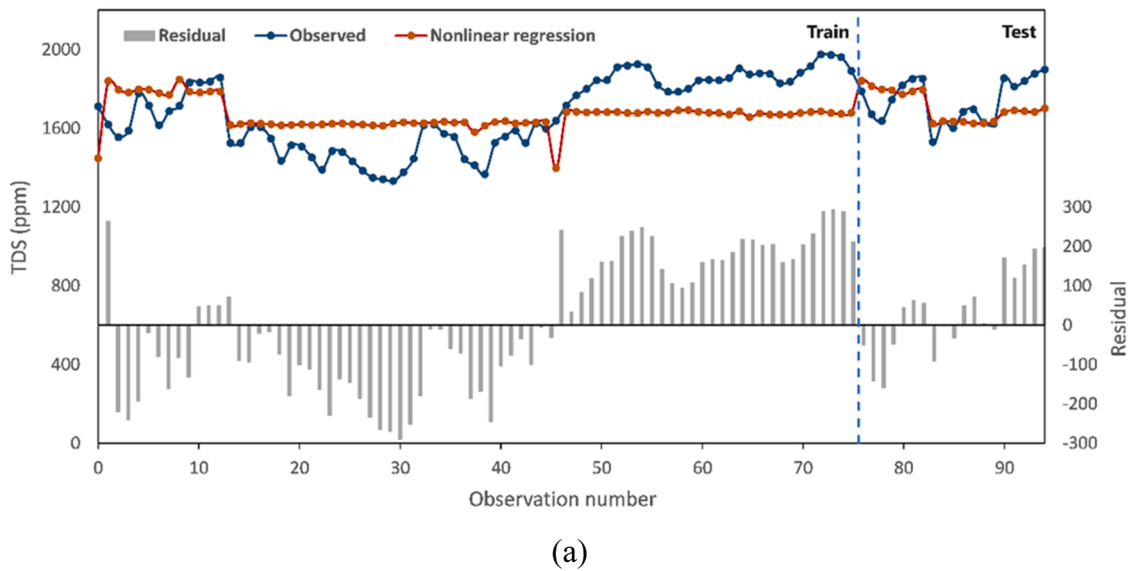 Train Test
Residual Observed Nonlinear regression
2000
1600
1200
800
400
0
TDS (ppm)
300
200
100
0
-100
-200
-300
Residual
0 10 20 30 40 50 60 70 80 90
Observation number
(a)